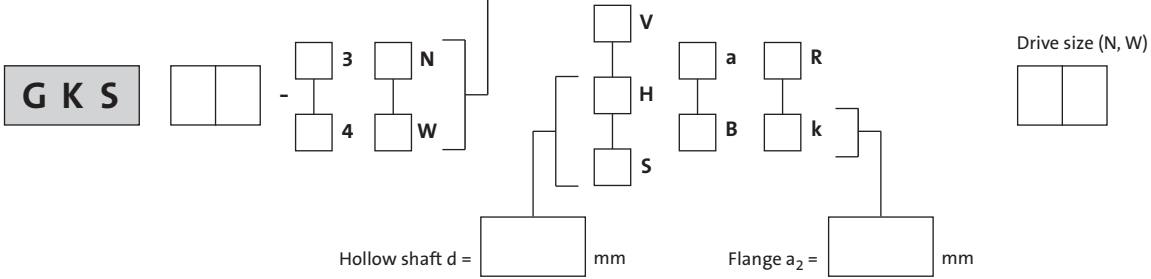 V
3 N a R Drive size (N, W)
G K S - H
4 W B k
S
Hollow shaft d = mm Flange a₂ = mm